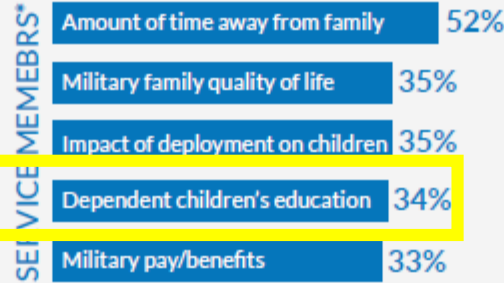 SERVICE MEMEBRS*
Amount of time away from family 52%
Military family quality of life 35%
Impact of deployment on children 35%
Dependent children's education 34%
Military pay/benefits 33%